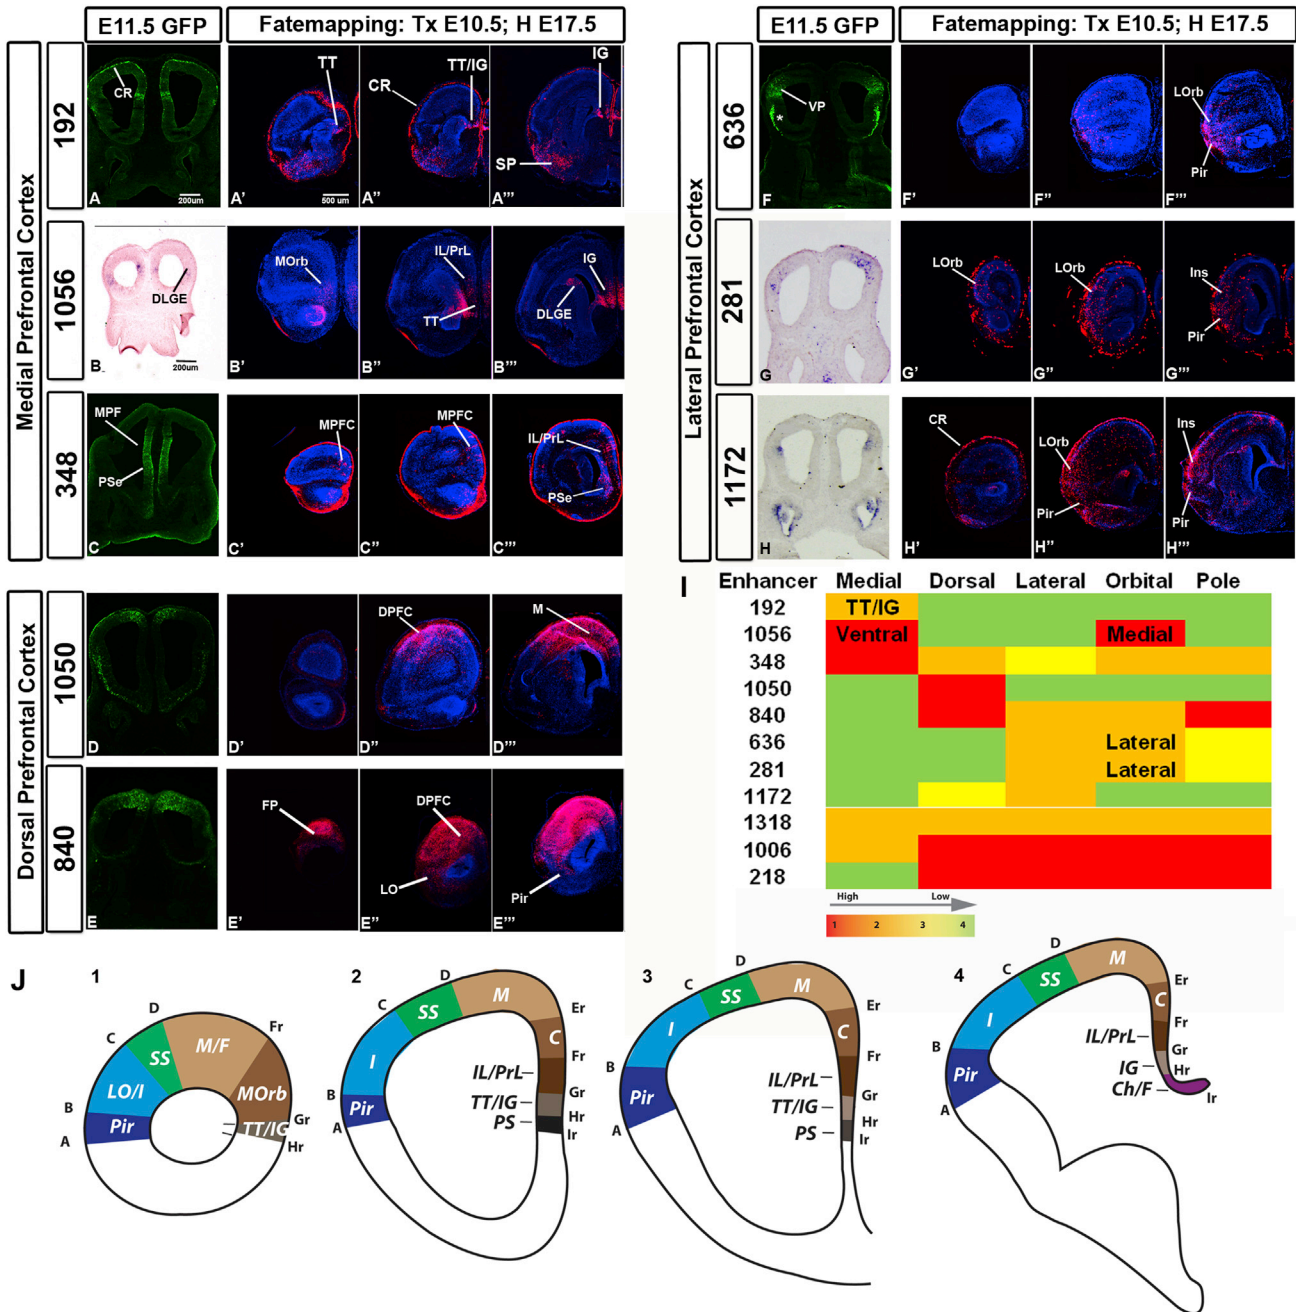 E11.5 GFP
Fatemapping: Tx E10.5; H E17.5
Medial Prefrontal Cortex
192
CR
A
200um
TT
A'
500 um
CR
TT/IG
A''
IG
SP
A'''
1056
DLGE
B
200um
MOrb
B'
IL/PrL
TT
B''
IG
DLGE
B'''
348
MPF
PSe
C
MPFC
C'
MPFC
C''
IL/PrL
PSe
C'''
Dorsal Prefrontal Cortex
1050
D
D'
DPFC
D''
M
D'''
840
E
FP
E'
DPFC
LO
E''
Pir
E'''
E11.5 GFP
Fatemapping: Tx E10.5; H E17.5
Lateral Prefrontal Cortex
636
VP
*
F
F'
F''
LOrb
Pir
F'''
281
G
LOrb
G'
LOrb
G''
Ins
Pir
G'''
1172
H
CR
H'
LOrb
Pir
H''
Ins
Pir
H'''
I
Enhancer Medial Dorsal Lateral Orbital Pole
192 TT/IG
1056 Ventral Medial
348
1050
840
636 Lateral
281 Lateral
1172
1318
1006
218
High Low
1 2 3 4
J
1
A B C D Fr Gr Hr
Pir LO/I SS M/F MOrb TT/IG
2
A B C D Er Fr Gr Hr Ir
Pir I SS M C IL/PrL TT/IG PS
3
A B C D Er Fr Gr Hr Ir
Pir I SS M C IL/PrL TT/IG PS
4
A B C D Er Fr Gr Hr Ir
Pir I SS M C IL/PrL IG Ch/F